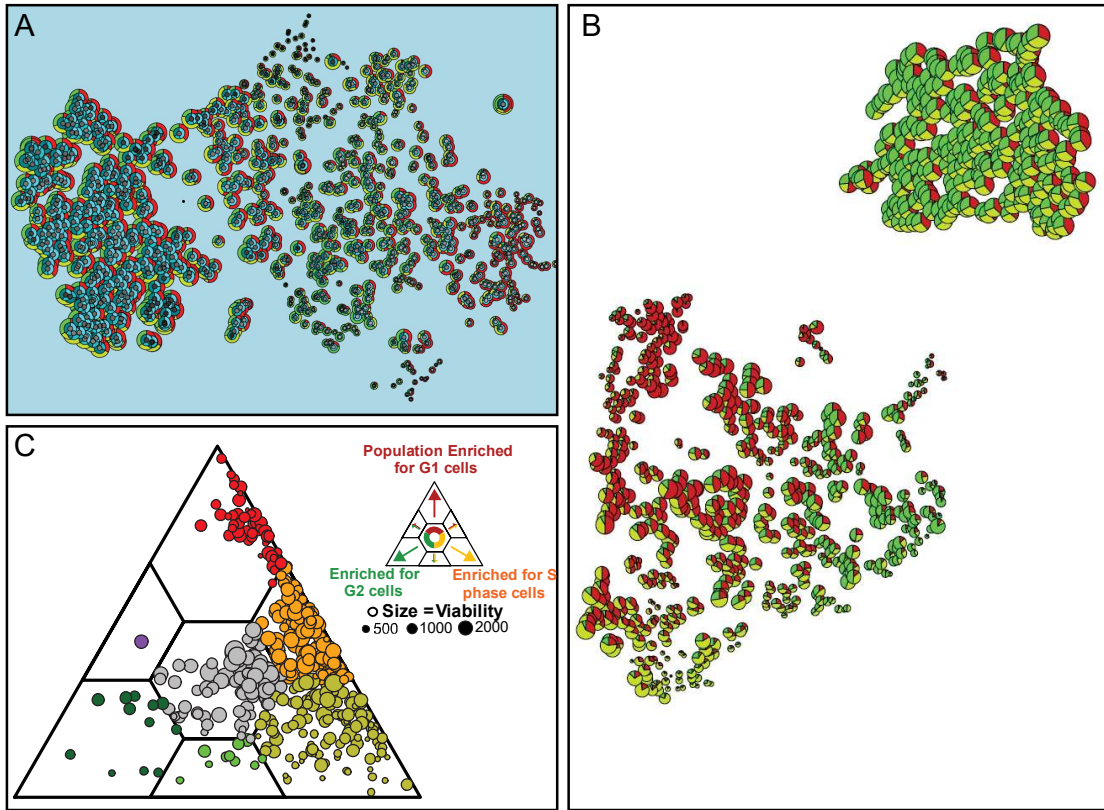 A
B
C
Population Enriched
for G1 cells
Enriched for
G2 cells
Enriched for S
phase cells
Size =Viability
500 1000 2000